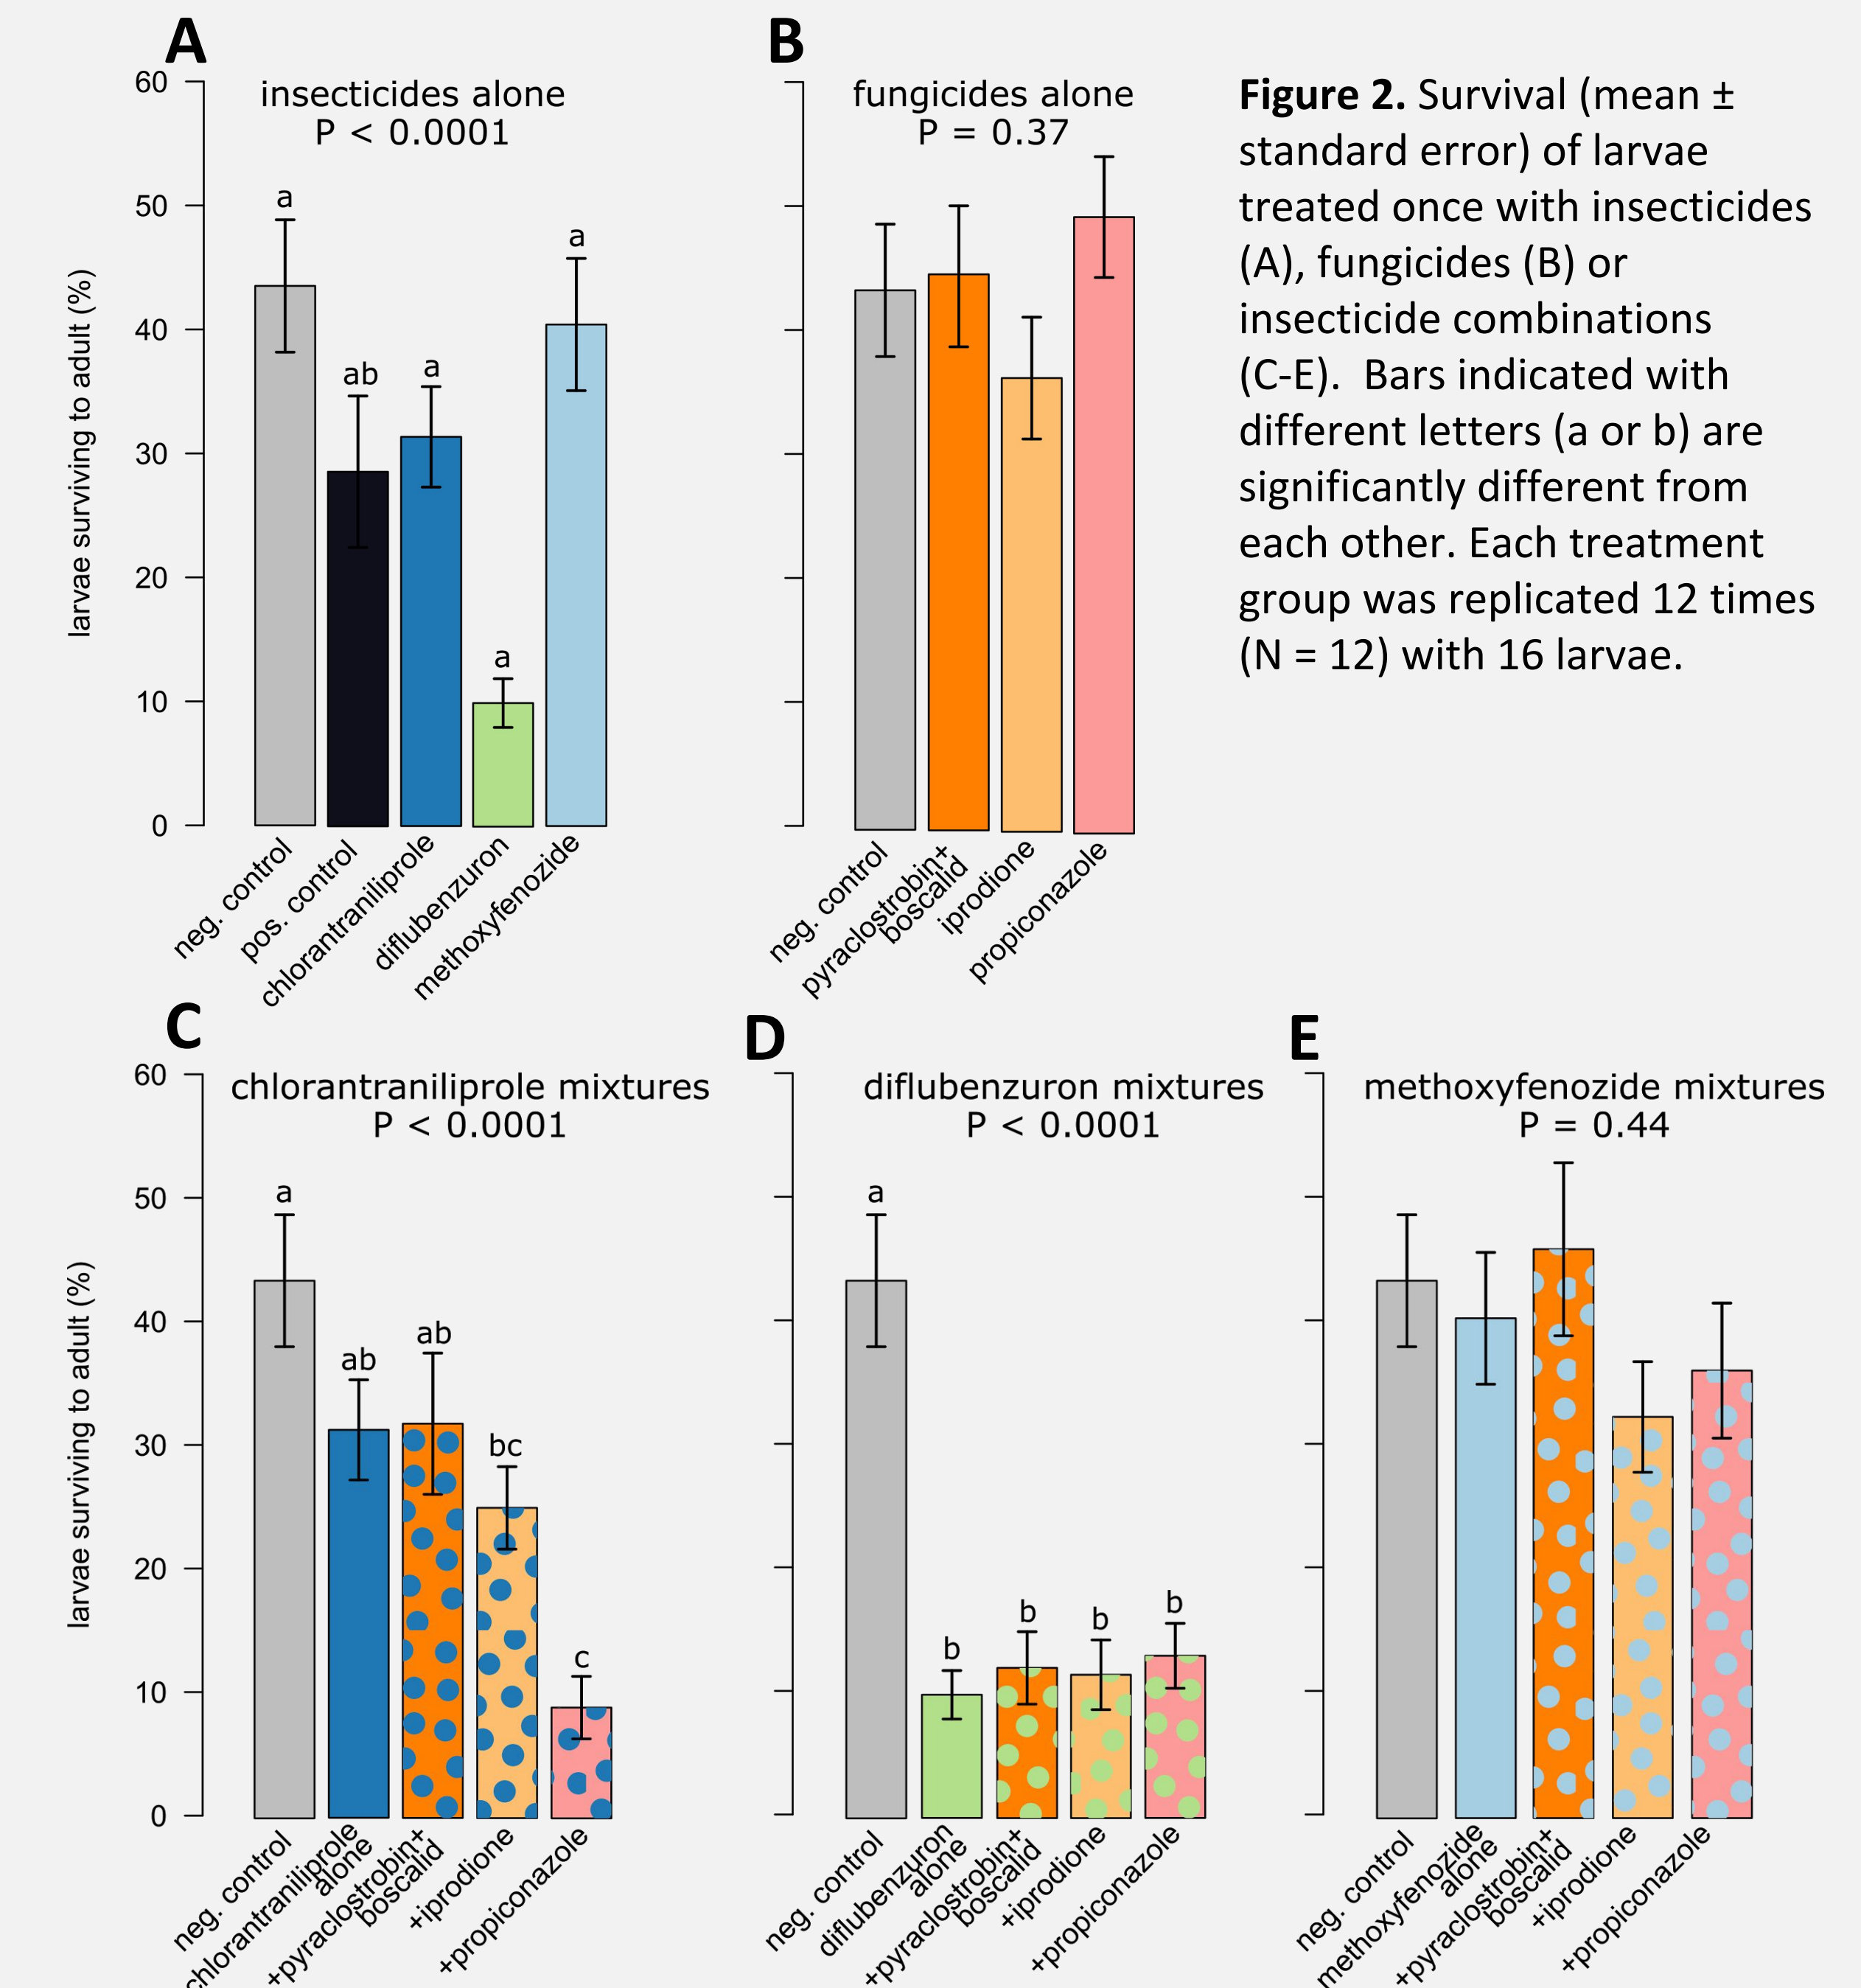 A
insecticides alone
P < 0.0001
60
50
40
30
20
10
0
larvae surviving to adult (%)
a
ab
a
a
a
neg. control
pos. control
chlorantraniliprole
diflubenzuron
methoxyfenozide
B
fungicides alone
P = 0.37
neg. control
pyraclostrobin+
boscalid
iprodione
propiconazole
Figure 2. Survival (mean ±
standard error) of larvae
treated once with insecticides
(A), fungicides (B) or
insecticide combinations
(C-E).  Bars indicated with
different letters (a or b) are
significantly different from
each other. Each treatment
group was replicated 12 times
(N = 12) with 16 larvae.
C
chlorantraniliprole mixtures
P < 0.0001
60
50
40
30
20
10
0
larvae surviving to adult (%)
a
ab
ab
bc
c
neg. control
chlorantraniliprole
alone
+pyraclostrobin+
boscalid
+iprodione
+propiconazole
D
diflubenzuron mixtures
P < 0.0001
a
b
b
b
b
neg. control
diflubenzuron
alone
+pyraclostrobin+
boscalid
+iprodione
+propiconazole
E
methoxyfenozide mixtures
P = 0.44
neg. control
methoxyfenozide
alone
+pyraclostrobin+
boscalid
+iprodione
+propiconazole